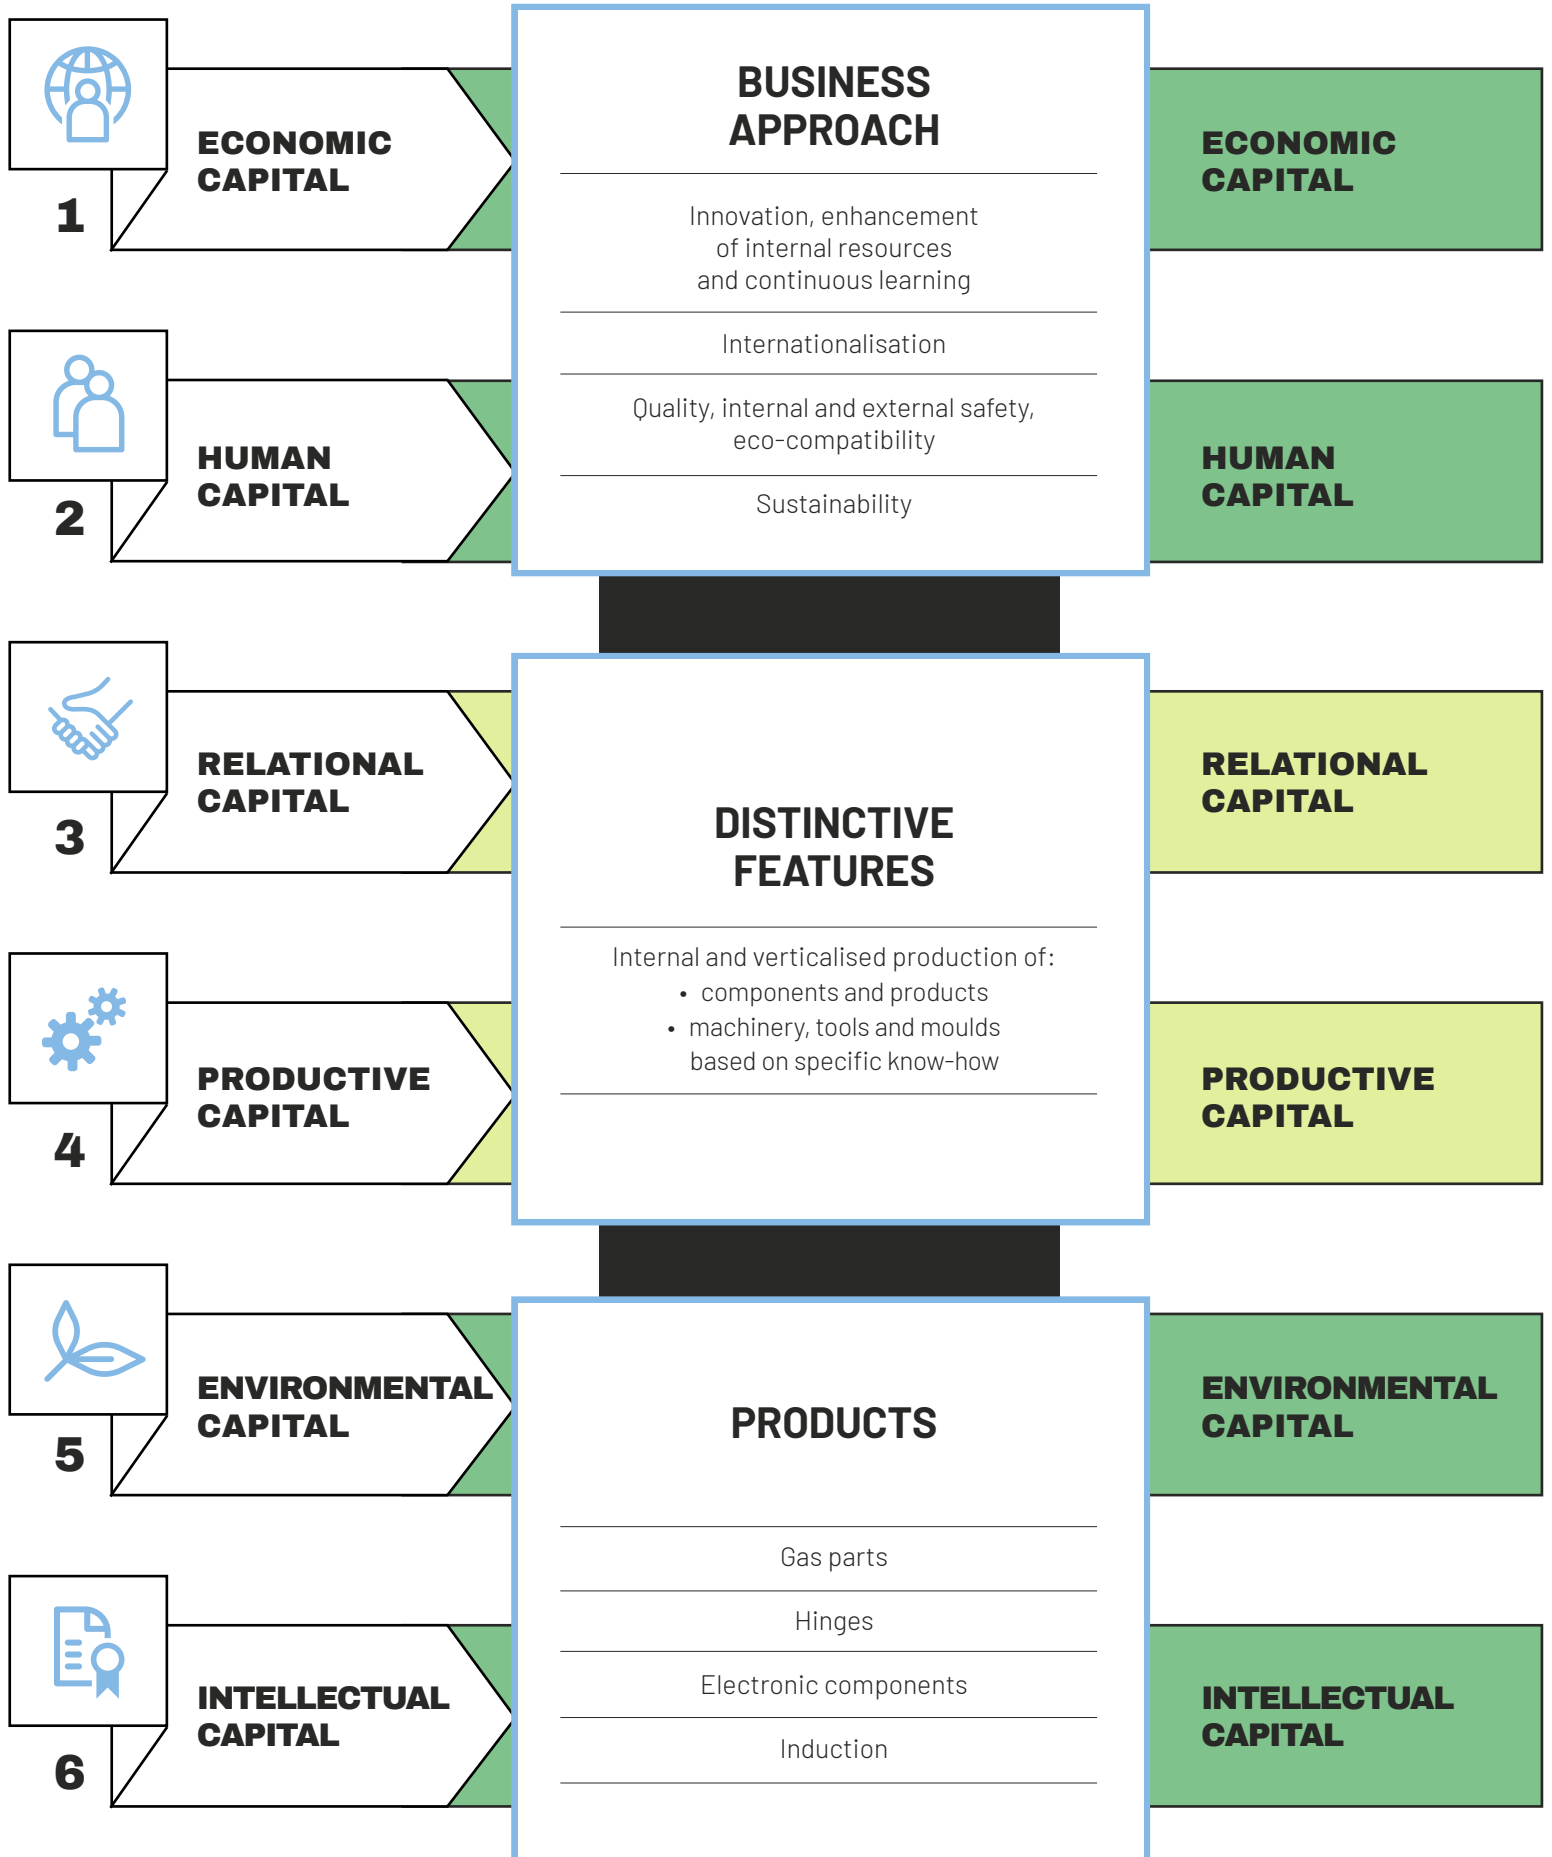 1
ECONOMIC
CAPITAL
2
HUMAN
CAPITAL
3
RELATIONAL
CAPITAL
4
PRODUCTIVE
CAPITAL
5
ENVIRONMENTAL
CAPITAL
6
INTELLECTUAL
CAPITAL
BUSINESS
APPROACH
Innovation, enhancement
of internal resources
and continuous learning
Internationalisation
Quality, internal and external safety,
eco-compatibility
Sustainability
DISTINCTIVE
FEATURES
Internal and verticalised production of:
• components and products
• machinery, tools and moulds
based on specific know-how
PRODUCTS
Gas parts
Hinges
Electronic components
Induction
ECONOMIC
CAPITAL
HUMAN
CAPITAL
RELATIONAL
CAPITAL
PRODUCTIVE
CAPITAL
ENVIRONMENTAL
CAPITAL
INTELLECTUAL
CAPITAL